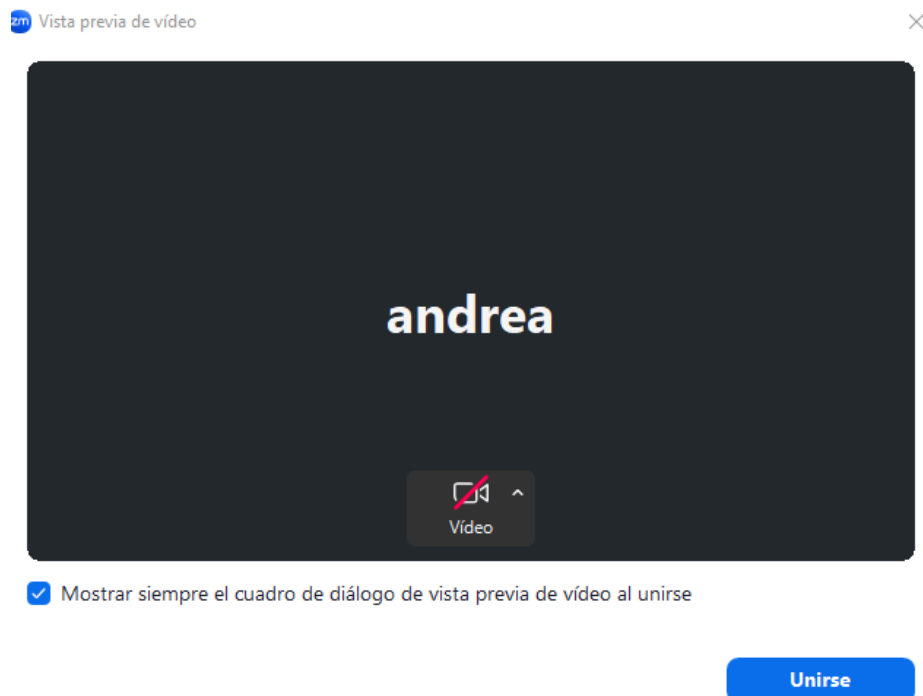 zm Vista previa de vídeo
andrea
Vídeo
Mostrar siempre el cuadro de diálogo de vista previa de vídeo al unirse
Unirse